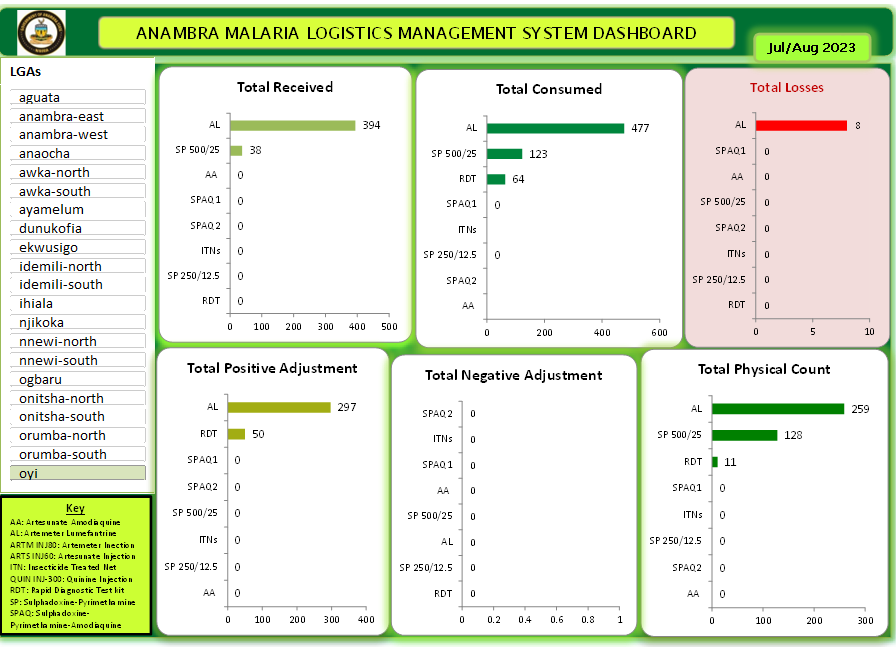 ANAMBRA MALARIA LOGISTICS MANAGEMENT SYSTEM DASHBOARD
Jul/Aug 2023
LGAs
aguata
anambra-east
anambra-west
anaocha
awka-north
awka-south
ayamelum
dunukofia
ekwusigo
idemili-north
idemili-south
ihiala
njikoka
nnewi-north
nnewi-south
ogbaru
onitsha-north
onitsha-south
orumba-north
orumba-south
oyi
Key
AA: Artesunate Amodiaquine
AL: Artemeter Lumefantrine
ARTM INJ80: Artemeter Inection
ARTS INJ60: Artesunate Injection
ITN: Insecticide Treated Net
QUIN INJ-300: Quinine Injection
RDT: Rapid Diagnostic Test kit
SP: Sulphadoxine-Pyrimethamine
SPAQ: Sulphadoxine-
Pyrimethamine-Amodiaquine
Total Received
AL 394
SP 500/25 38
AA 0
SPAQ1 0
SPAQ2 0
ITNs 0
SP 250/12.5 0
RDT 0
0 100 200 300 400 500
Total Consumed
AL 477
SP 500/25 123
RDT 64
SPAQ1 0
ITNs
SP 250/12.5 0
SPAQ2
AA
0 200 400 600
Total Losses
AL 8
SPAQ1 0
AA 0
SP 500/25 0
SPAQ2 0
ITNs 0
SP 250/12.5 0
RDT 0
0 5 10
Total Positive Adjustment
AL 297
RDT 50
SPAQ1 0
SPAQ2 0
SP 500/25 0
ITNs 0
SP 250/12.5 0
AA 0
0 100 200 300 400
Total Negative Adjustment
SPAQ2 0
ITNs 0
SPAQ1 0
AA 0
SP 500/25 0
AL 0
SP 250/12.5 0
RDT 0
0 0.2 0.4 0.6 0.8 1
Total Physical Count
AL 259
SP 500/25 128
RDT 11
SPAQ1 0
ITNs 0
SP 250/12.5 0
SPAQ2 0
AA 0
0 100 200 300